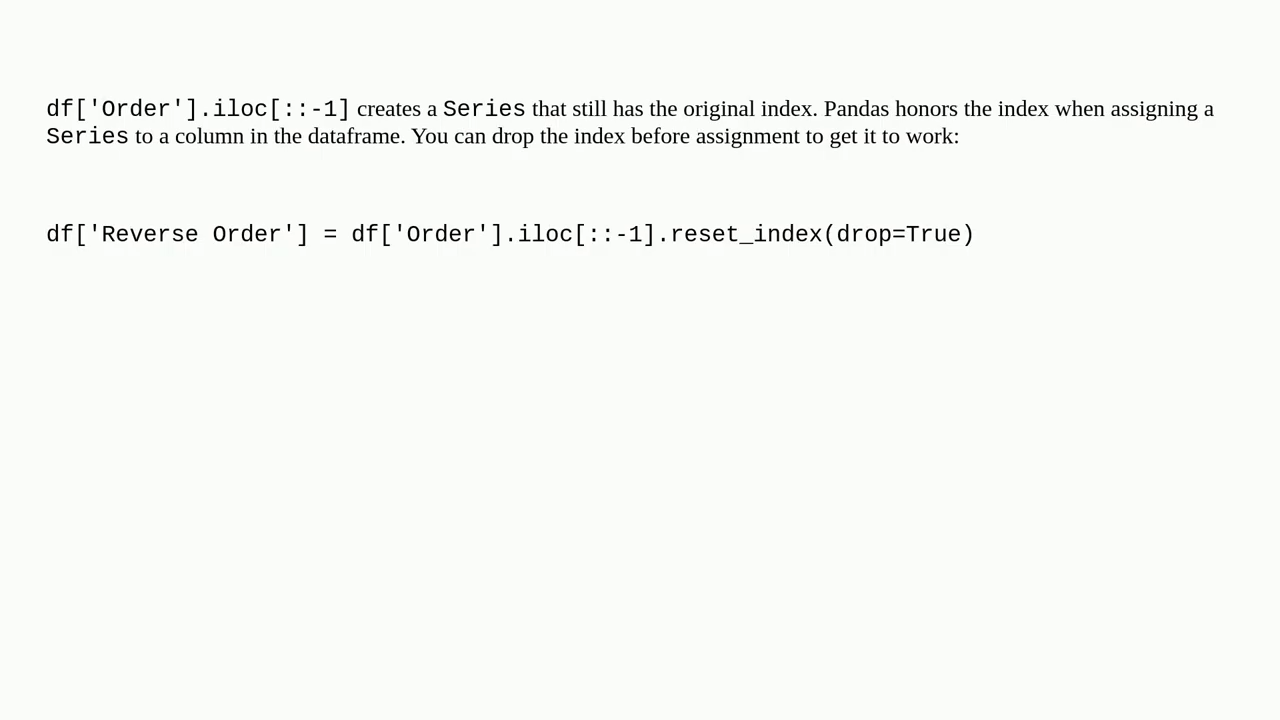 df['Order'].iloc[::-1] creates a Series that still has the original index. Pandas honors the index when assigning a
Series to a column in the dataframe. You can drop the index before assignment to get it to work:
df['Reverse Order'] = df['Order'].iloc[::-1].reset_index(drop=True)